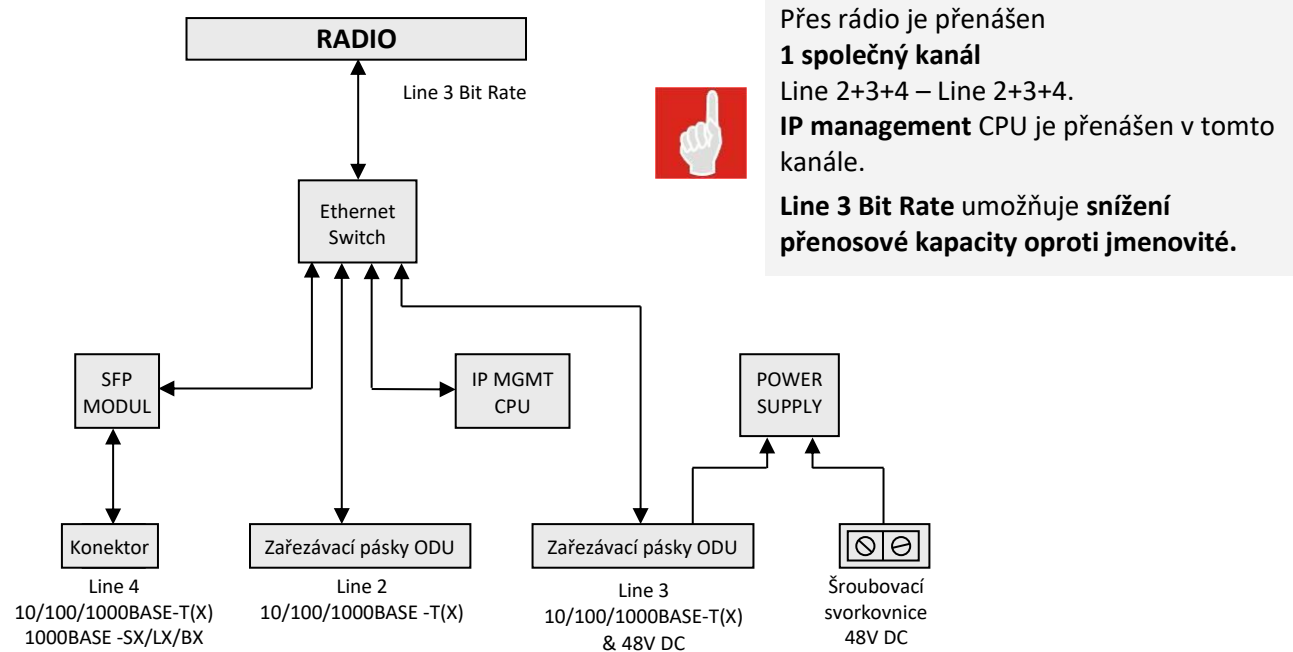 RADIO
Line 3 Bit Rate
Přes rádio je přenášen
1 společný kanál
Line 2+3+4 – Line 2+3+4.
IP management CPU je přenášen v tomto
kanále.
Line 3 Bit Rate umožňuje snížení
přenosové kapacity oproti jmenovité.
Ethernet
Switch
SFP
MODUL
IP MGMT
CPU
POWER
SUPPLY
Konektor
Zařezávací pásky ODU
Zařezávací pásky ODU
Line 4
10/100/1000BASE-T(X)
1000BASE -SX/LX/BX
Line 2
10/100/1000BASE -T(X)
Line 3
10/100/1000BASE-T(X)
& 48V DC
Šroubovací
svorkovnice
48V DC